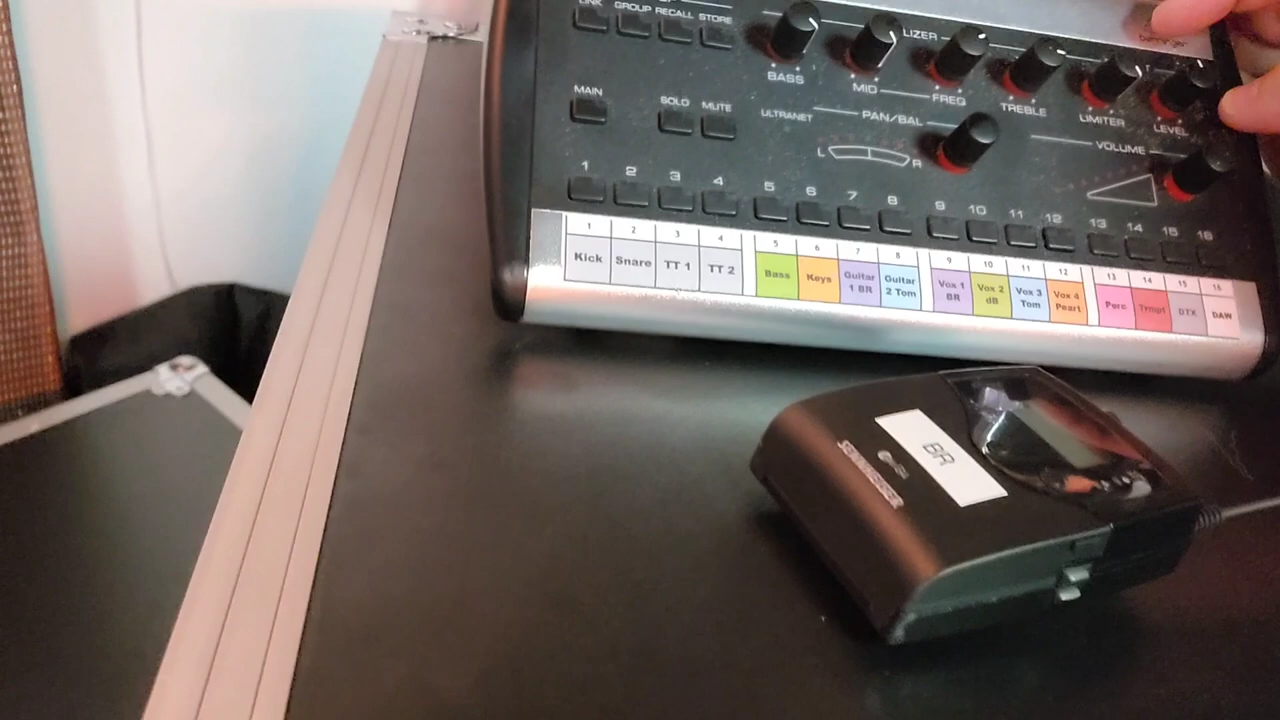 LINK GROUP RECALL STORE
LIZER
BASS MID FREQ TREBLE LIMITER LEVEL
MAIN SOLO MUTE ULTRANET PAN/BAL VOLUME
L R
1 2 3 4 5 6 7 8 9 10 11 12 13 14 15 16
1 2 3 4 5 6 7 8 9 10 11 12 13 14 15 16
Kick Snare TT 1 TT 2 Bass Keys Guitar 1 BR Guitar 2 Tom Vox 1 BR Vox 2 dB Vox 3 Tom Vox 4 Peart Perc Trmpt DTX DAW
BR
SENNHEISER